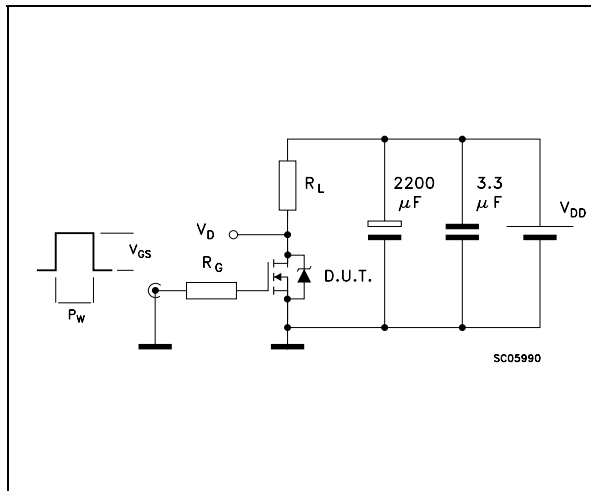 R_L
2200
μF
3.3
μF
V_DD
V_D
V_GS
R_G
D.U.T.
P_W
SC05990